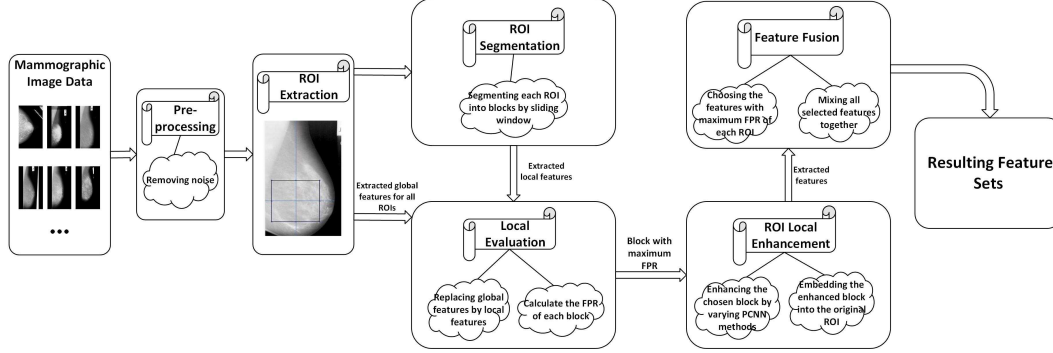 Mammographic
Image Data
•••
Pre-
processing
Removing noise
ROI
Extraction
Extracted global
features for all
ROIs
ROI
Segmentation
Segmenting each ROI
into blocks by sliding
window
Extracted
local features
Local
Evaluation
Replacing global
features by local
features
Calculate the FPR
of each block
Block with
maximum
FPR
ROI Local
Enhancement
Enhancing the
chosen block by
varying PCNN
methods
Embedding the
enhanced block
into the original
ROI
Extracted
features
Feature Fusion
Choosing the
features with
maximum FPR of
each ROI
Mixing all
selected features
together
Resulting Feature
Sets